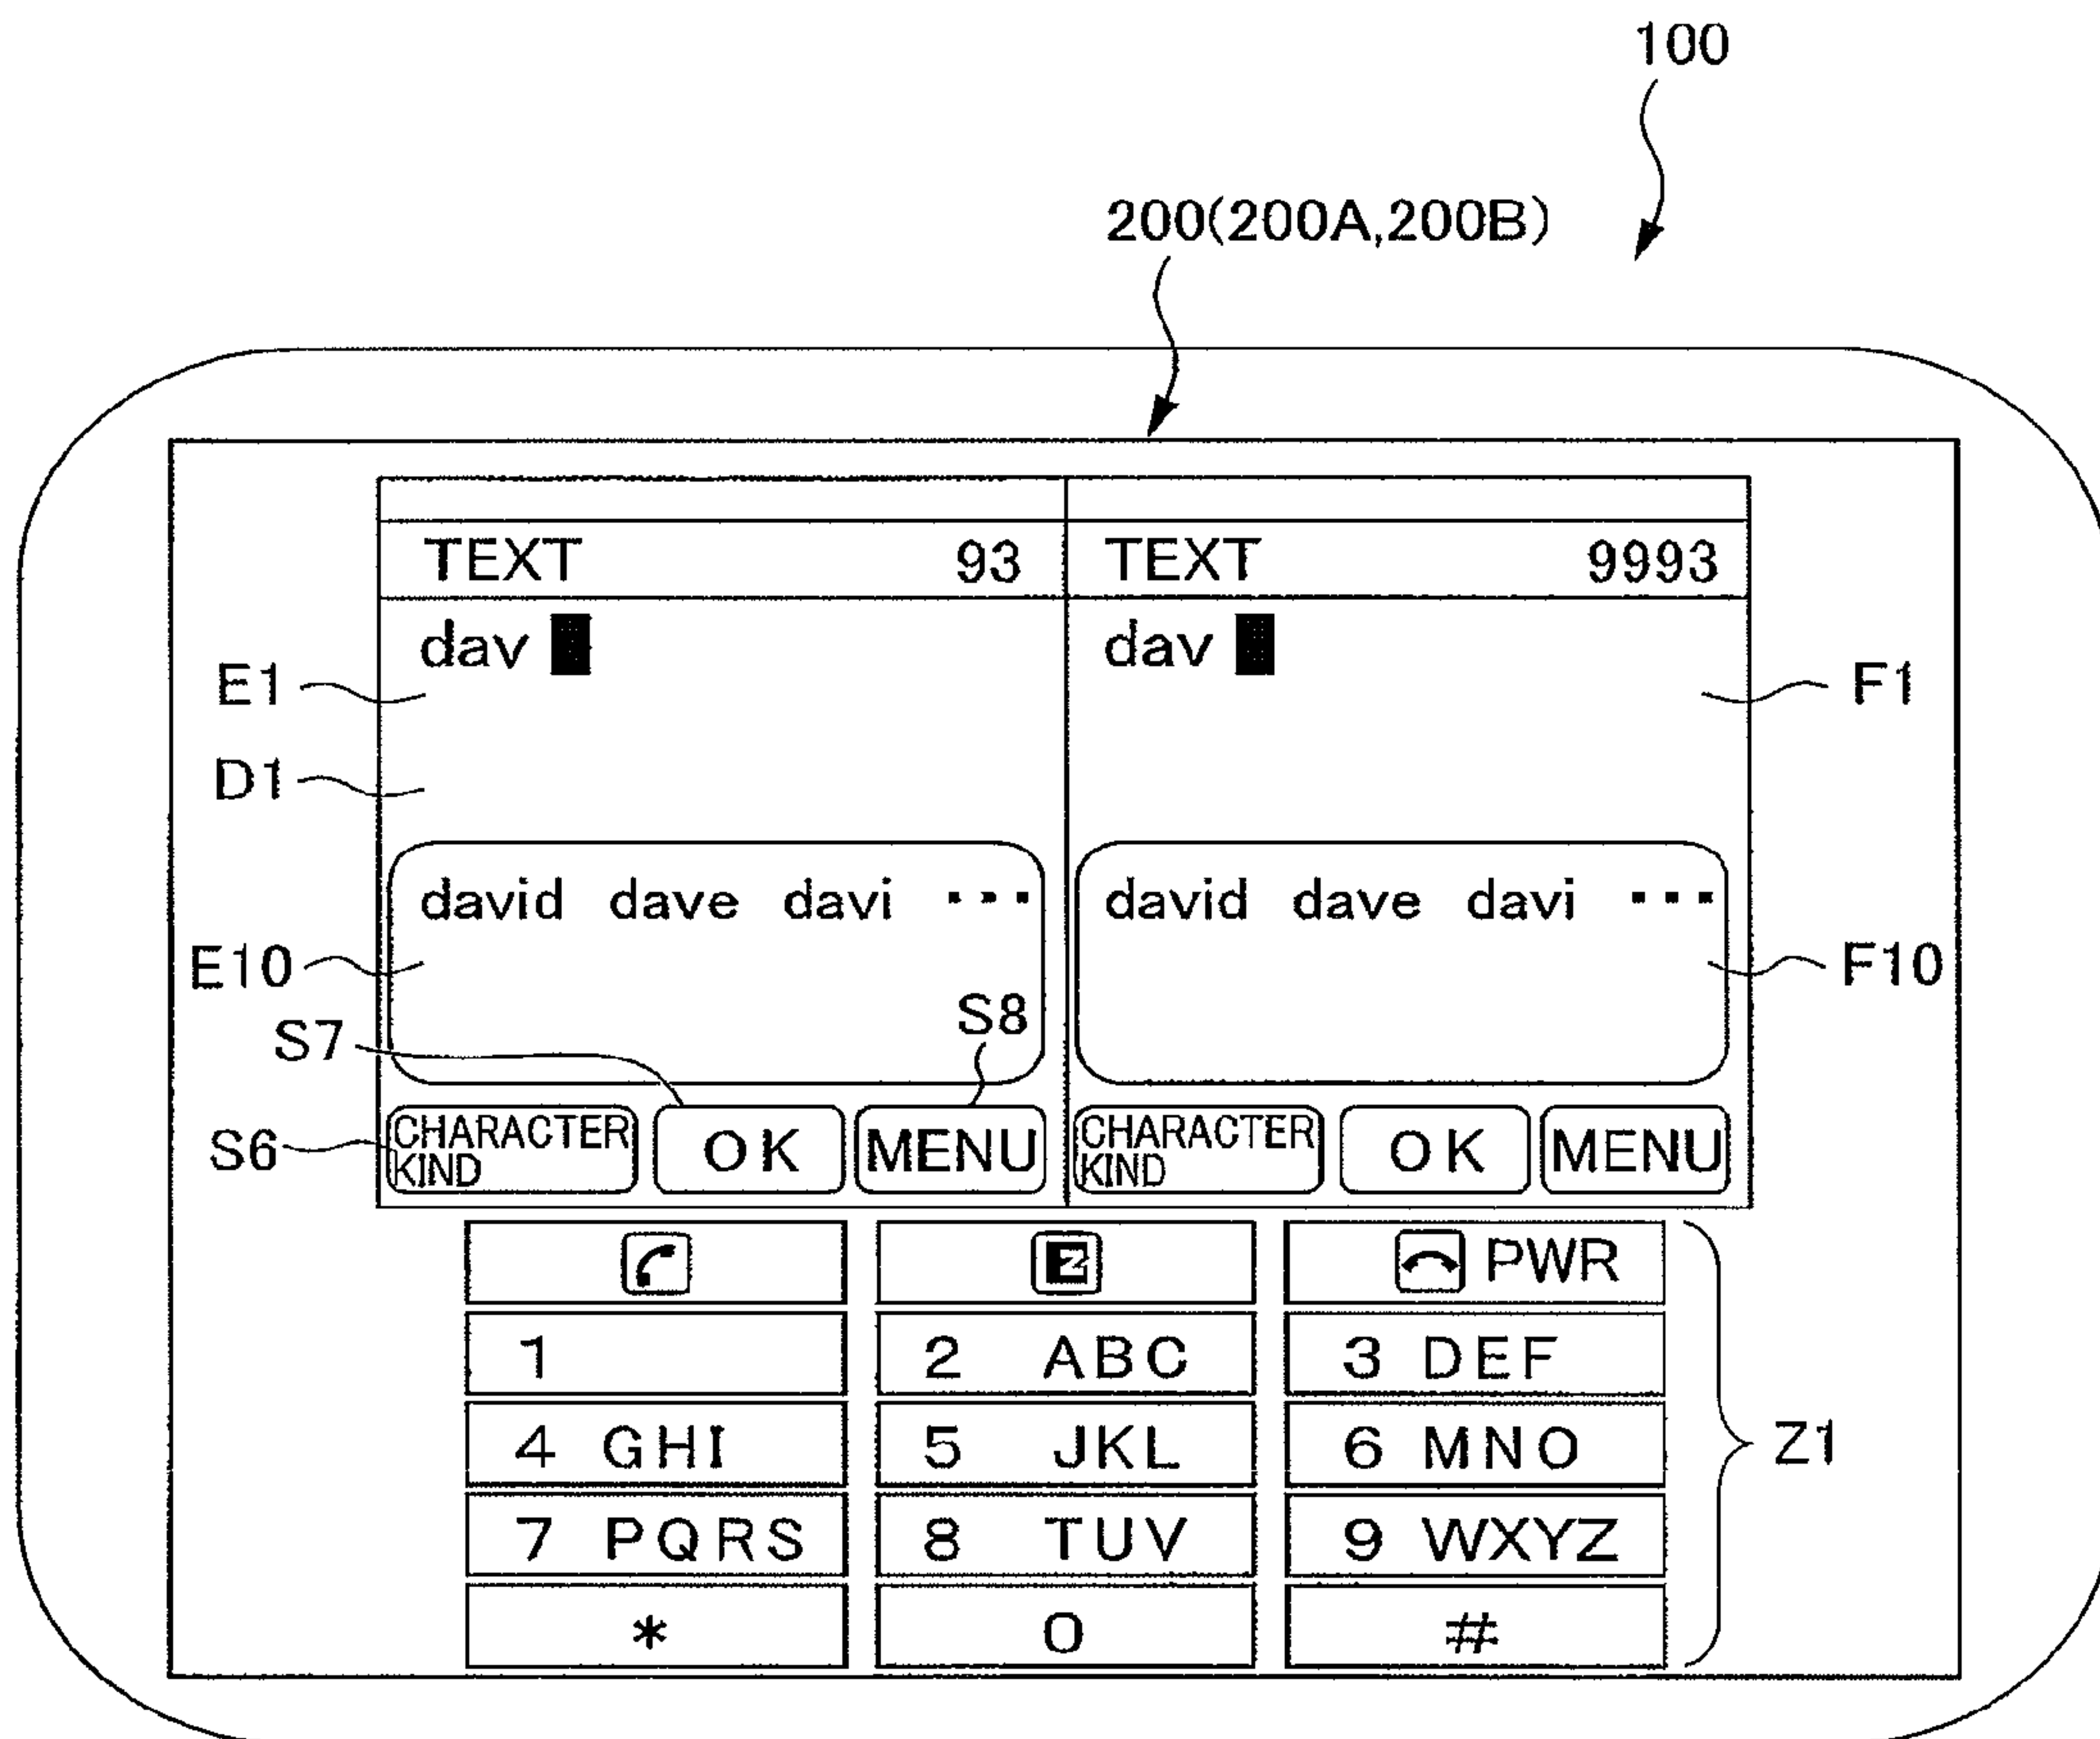 100
200(200A,200B)
TEXT 93 TEXT 9993
dav dav
E1 F1
D1
david dave davi ... david dave davi ...
E10 F10
S8
S7
S6 CHARACTER KIND OK MENU CHARACTER KIND OK MENU
E PWR
1 2 ABC 3 DEF
4 GHI 5 JKL 6 MNO
Z1
7 PQRS 8 TUV 9 WXYZ
* 0 #